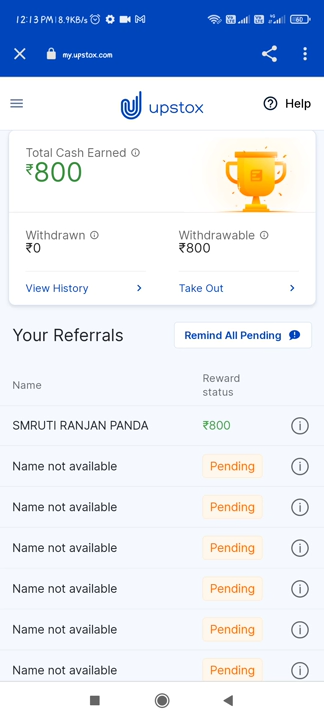 12:13 PM | 8.9KB/s
60
my.upstox.com
upstox
Help
Total Cash Earned
₹800
Withdrawn
₹0
Withdrawable
₹800
View History
Take Out
Your Referrals
Remind All Pending
Name
Reward
status
SMRUTI RANJAN PANDA
₹800
Name not available
Pending
Name not available
Pending
Name not available
Pending
Name not available
Pending
Name not available
Pending
Name not available
Pending